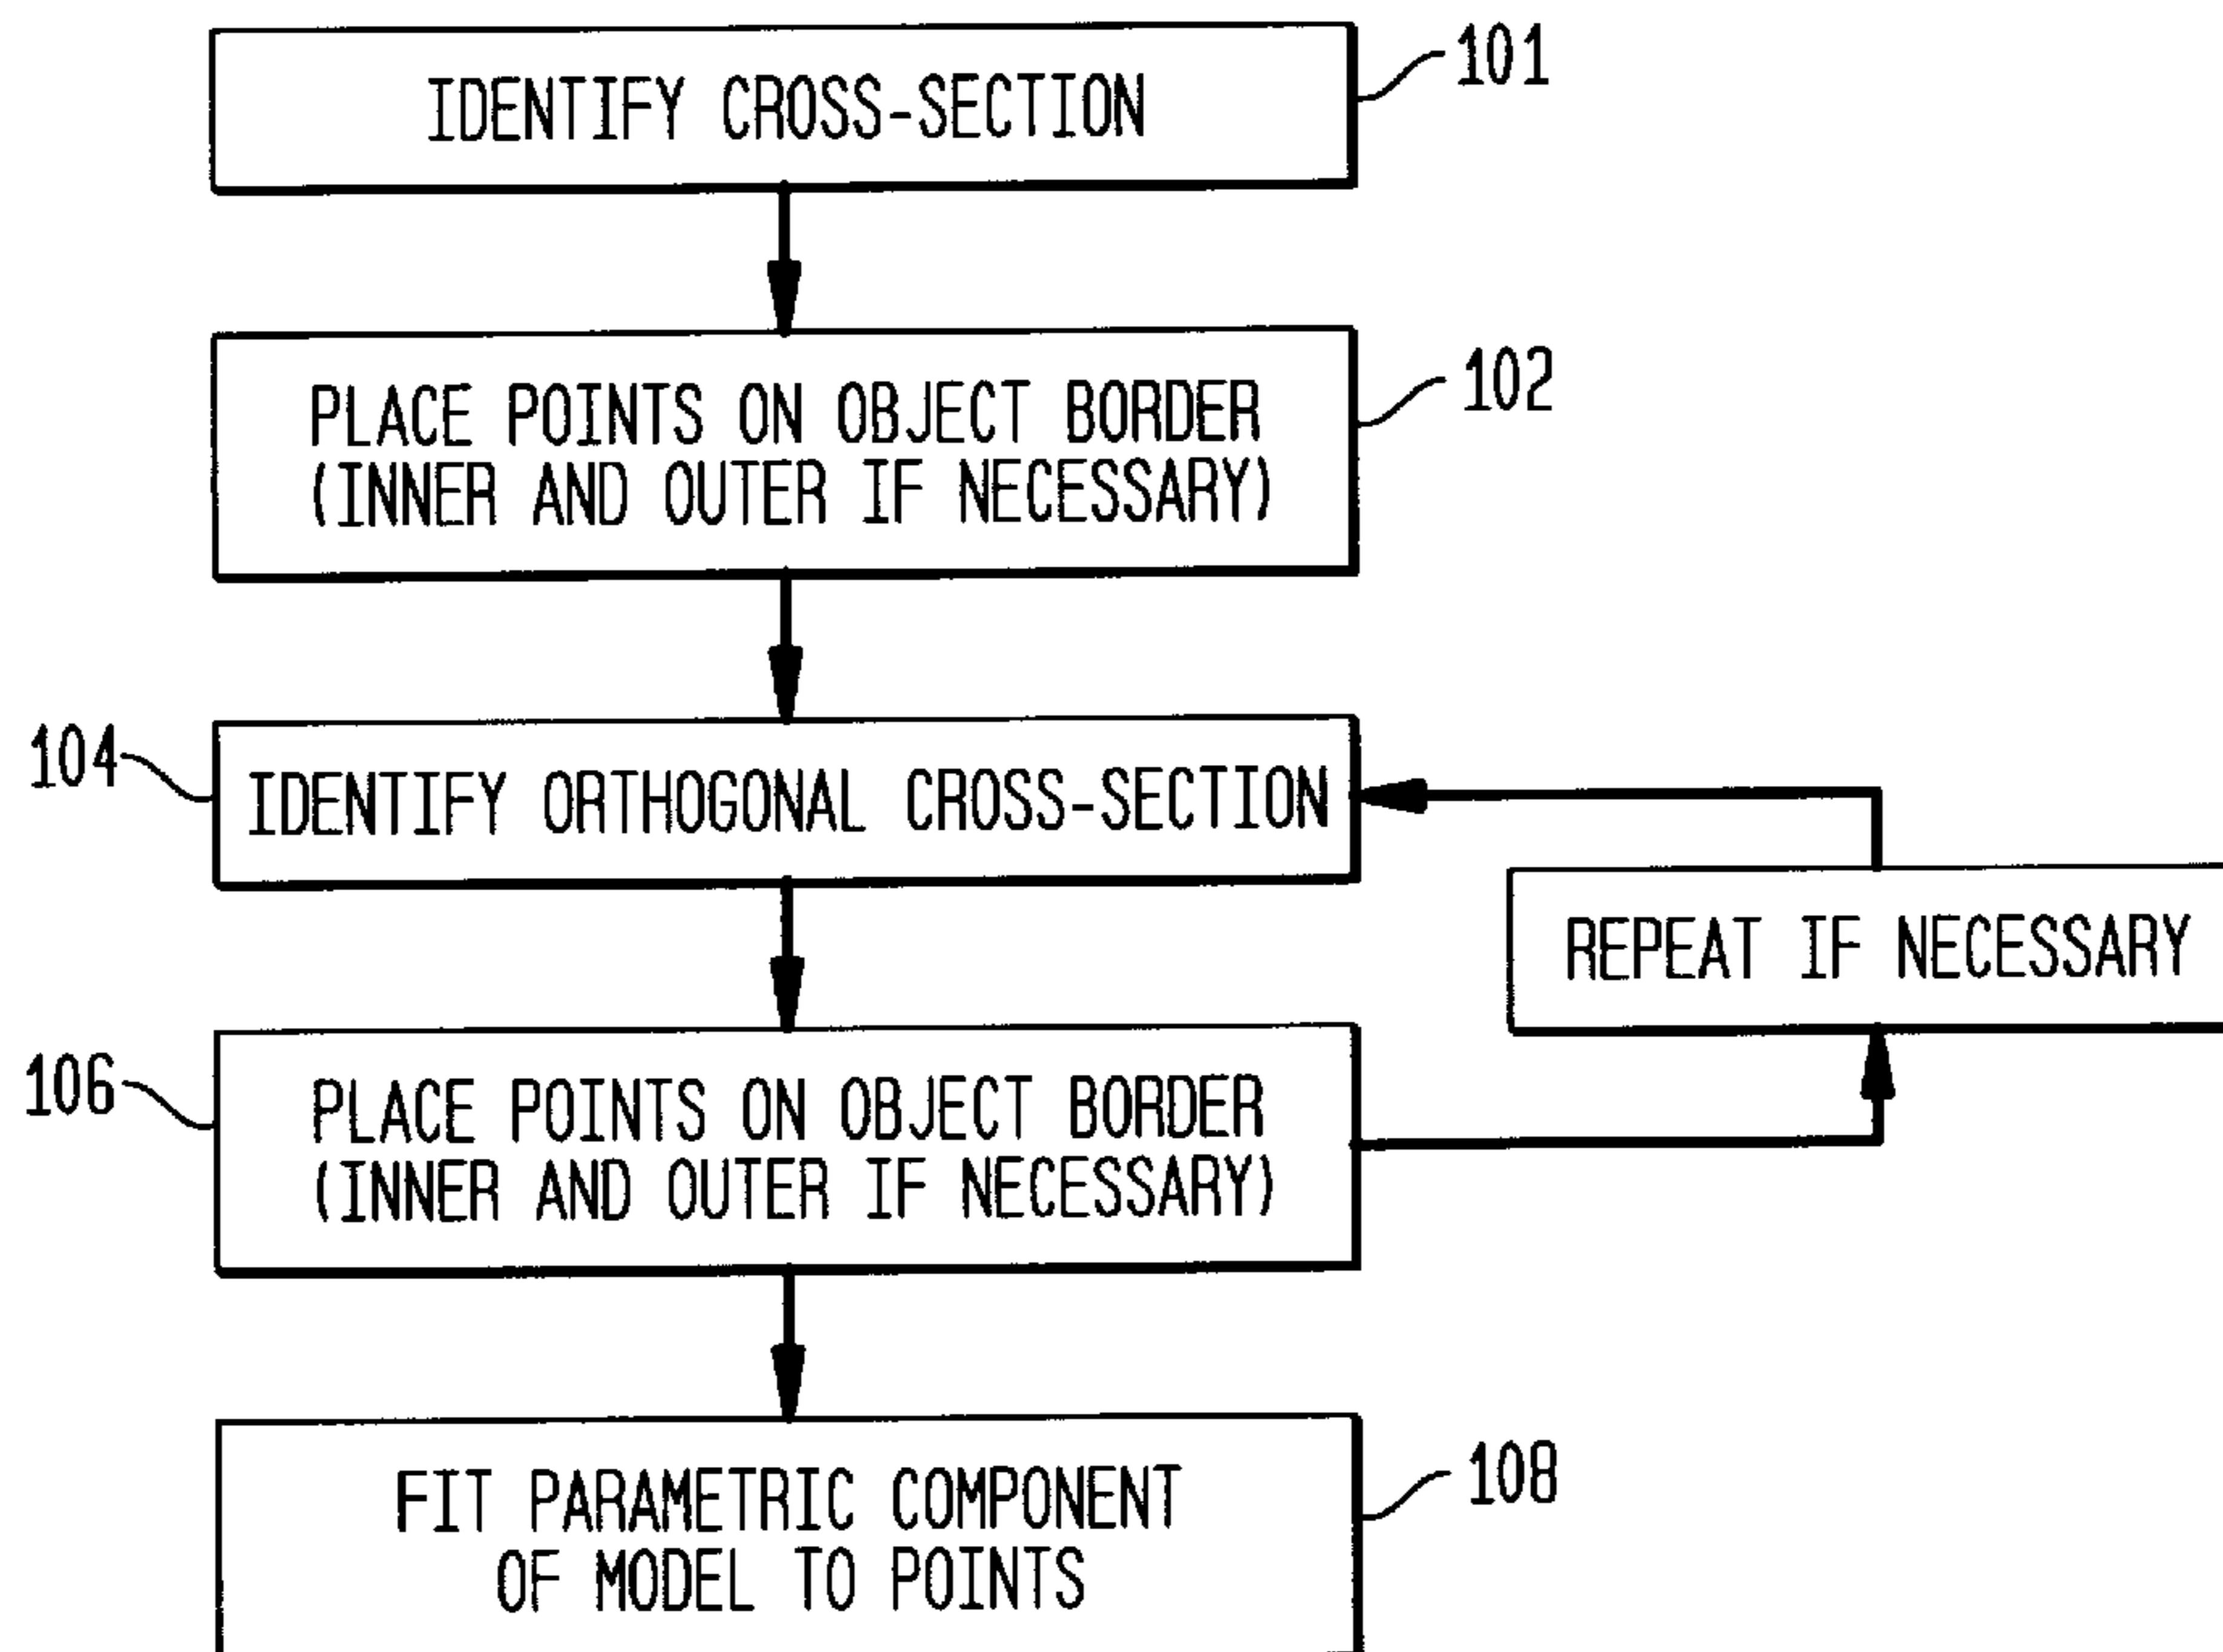 IDENTIFY CROSS-SECTION
101
PLACE POINTS ON OBJECT BORDER
(INNER AND OUTER IF NECESSARY)
102
104
IDENTIFY ORTHOGONAL CROSS-SECTION
REPEAT IF NECESSARY
106
PLACE POINTS ON OBJECT BORDER
(INNER AND OUTER IF NECESSARY)
FIT PARAMETRIC COMPONENT
OF MODEL TO POINTS
108